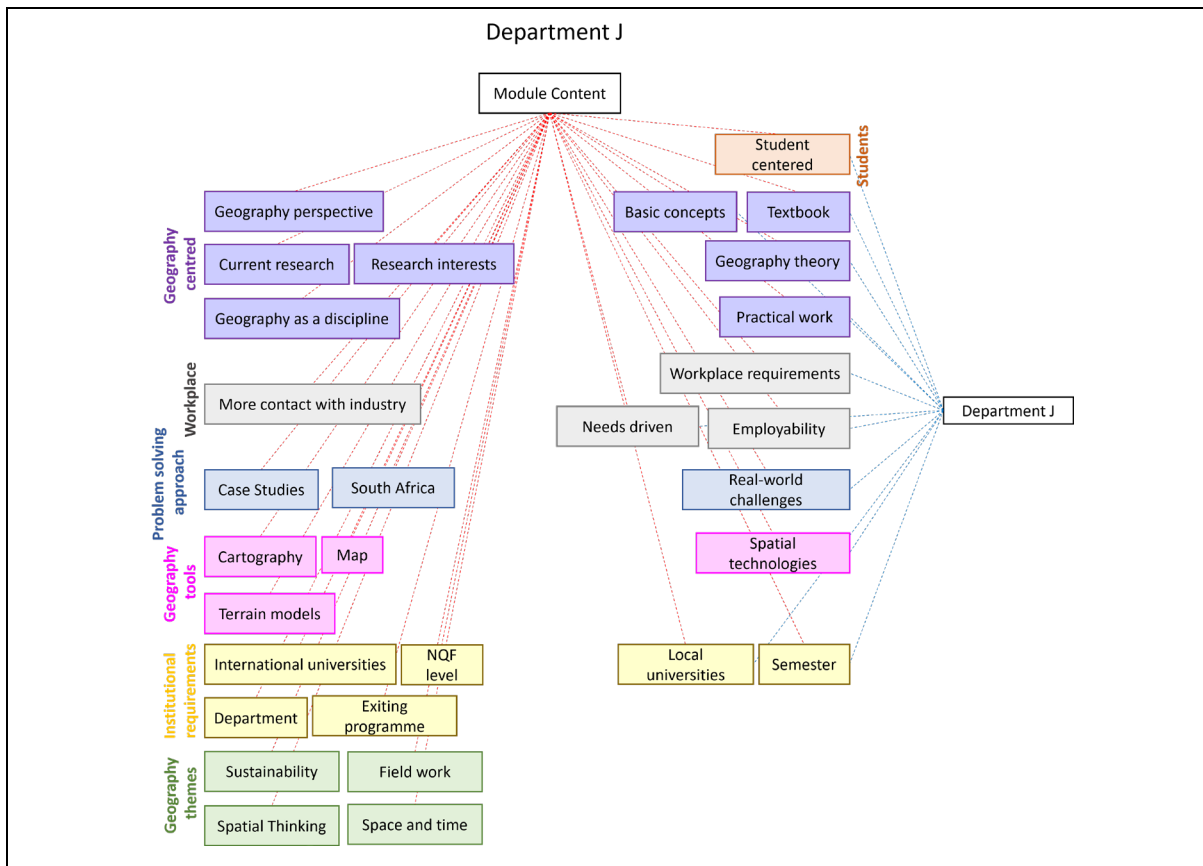 Department J
Module Content
Student
centered
Students
Geography perspective
Basic concepts
Textbook
Geography
centred
Current research
Research interests
Geography theory
Geography as a discipline
Practical work
Workplace
More contact with industry
Workplace requirements
Needs driven
Employability
Department J
Problem solving
approach
Case Studies
South Africa
Real-world
challenges
Geography
tools
Cartography
Map
Spatial
technologies
Terrain models
Institutional
requirements
International universities
NQF
level
Local
universities
Semester
Department
Exiting
programme
Geography
themes
Sustainability
Field work
Spatial Thinking
Space and time